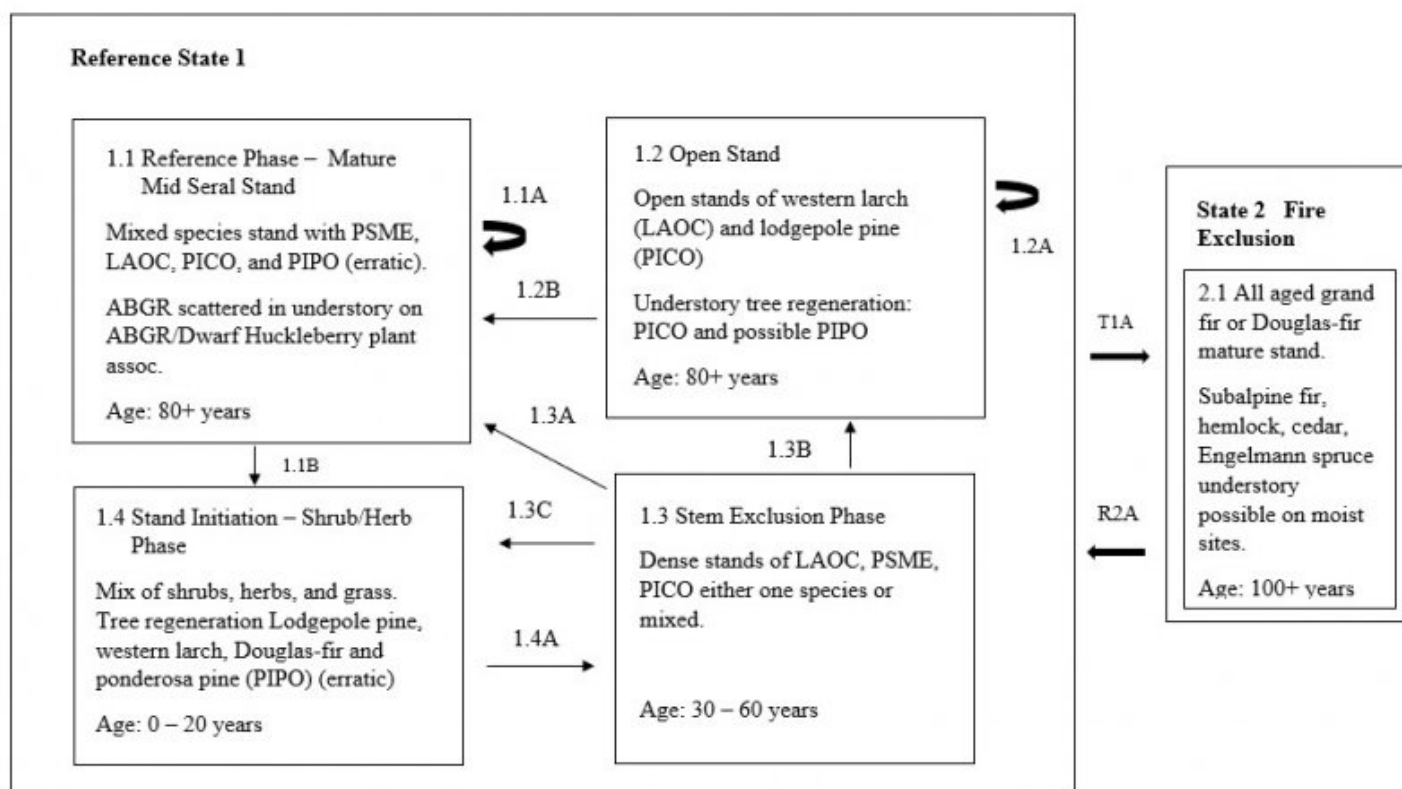 Reference State 1
1.1 Reference Phase – Mature
Mid Seral Stand
Mixed species stand with PSME,
LAOC, PICO, and PIPO (erratic).
ABGR scattered in understory on
ABGR/Dwarf Huckleberry plant
assoc.
Age: 80+ years
1.1A
1.2B
1.2 Open Stand
Open stands of western larch
(LAOC) and lodgepole pine
(PICO)
Understory tree regeneration:
PICO and possible PIPO
Age: 80+ years
1.2A
1.3A
1.3B
1.1B
1.4 Stand Initiation – Shrub/Herb
Phase
Mix of shrubs, herbs, and grass.
Tree regeneration Lodgepole pine,
western larch, Douglas-fir and
ponderosa pine (PIPO) (erratic)
Age: 0 – 20 years
1.3C
1.4A
1.3 Stem Exclusion Phase
Dense stands of LAOC, PSME,
PICO either one species or
mixed.
Age: 30 – 60 years
T1A
R2A
State 2 Fire
Exclusion
2.1 All aged grand
fir or Douglas-fir
mature stand.
Subalpine fir,
hemlock, cedar,
Engelmann spruce
understory
possible on moist
sites.
Age: 100+ years